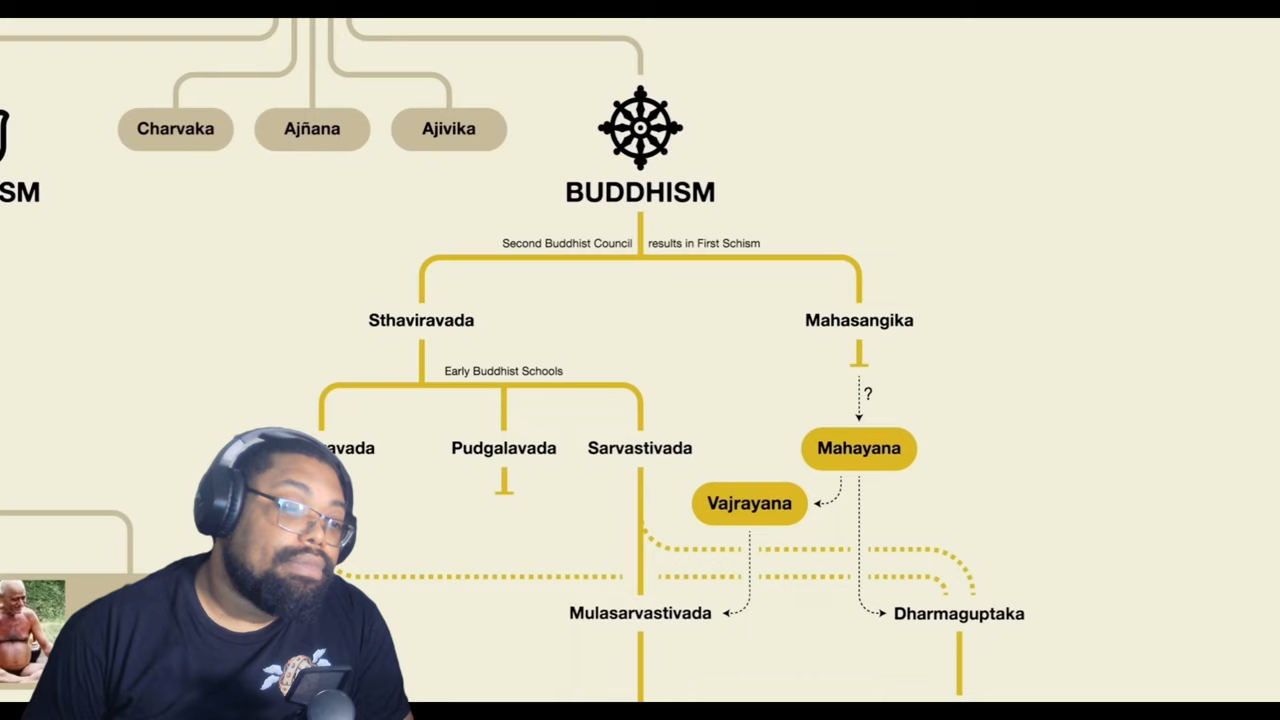 Charvaka
Ajñana
Ajivika
SM
BUDDHISM
Second Buddhist Council
results in First Schism
Sthaviravada
Mahasangika
Early Buddhist Schools
?
avada
Pudgalavada
Sarvastivada
Mahayana
Vajrayana
Mulasarvastivada
Dharmaguptaka